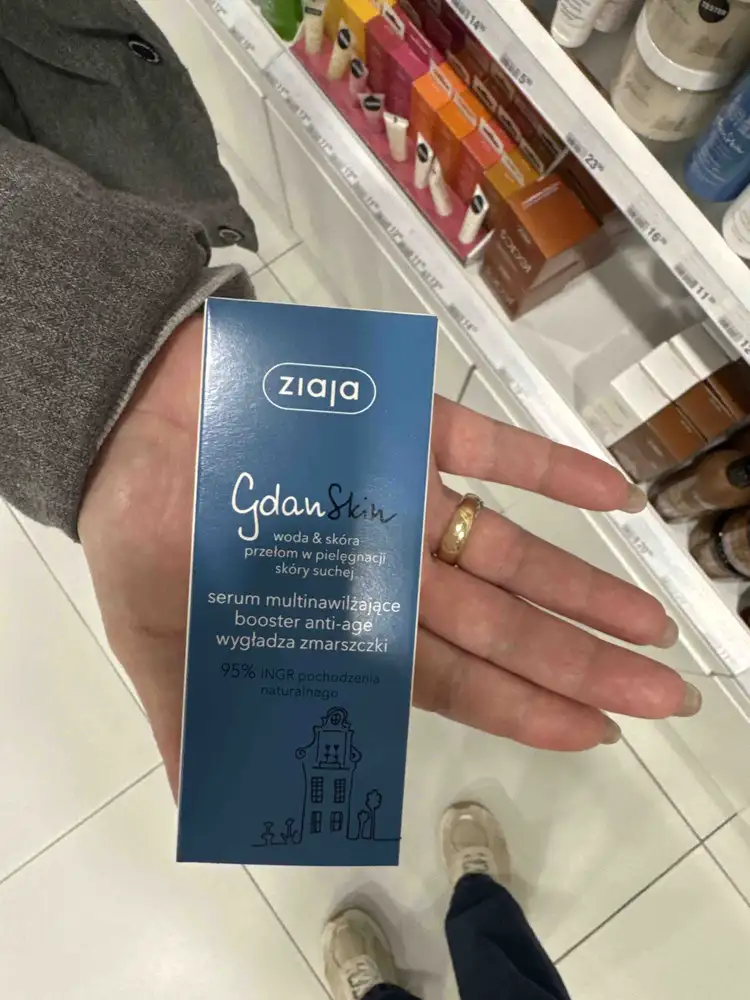 ziaja
GdanSkin
woda & skóra
przełom w pielęgnacji
skóry suchej
serum multinawilżające
booster anti-age
wygładza zmarszczki
95% INGR pochodzenia
naturalnego
TESTER